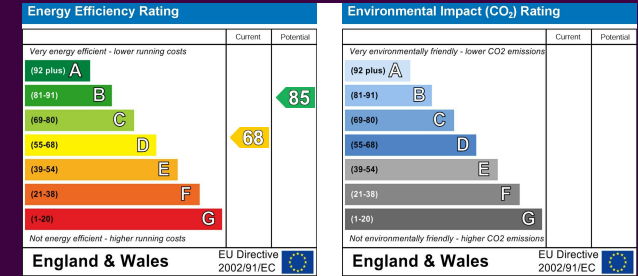 Energy Efficiency Rating
Current Potential
Very energy efficient - lower running costs
(92 plus) A
(81-91) B
85
(69-80) C
(55-68) D
68
(39-54) E
(21-38) F
(1-20) G
Not energy efficient - higher running costs
England & Wales
EU Directive
2002/91/EC
Environmental Impact (CO₂) Rating
Current Potential
Very environmentally friendly - lower CO2 emissions
(92 plus) A
(81-91) B
(69-80) C
(55-68) D
(39-54) E
(21-38) F
(1-20) G
Not environmentally friendly - higher CO2 emissions
England & Wales
EU Directive
2002/91/EC